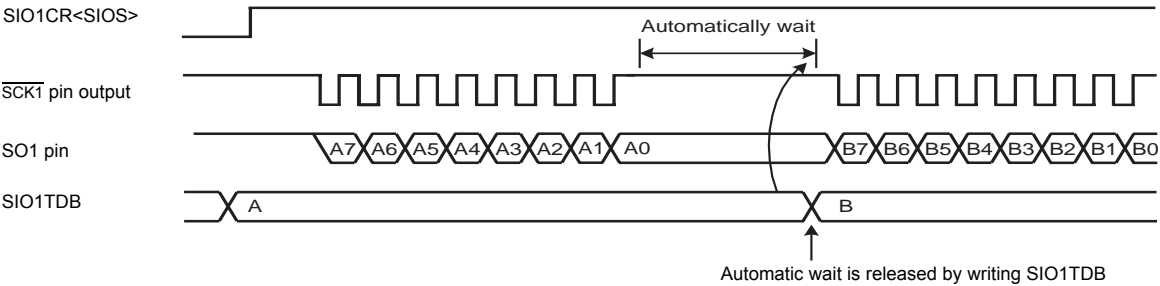 SIO1CR<SIOS>
Automatically wait
SCK1 pin output
SO1 pin
A7 A6 A5 A4 A3 A2 A1 A0 B7 B6 B5 B4 B3 B2 B1 B0
SIO1TDB
A B
Automatic wait is released by writing SIO1TDB